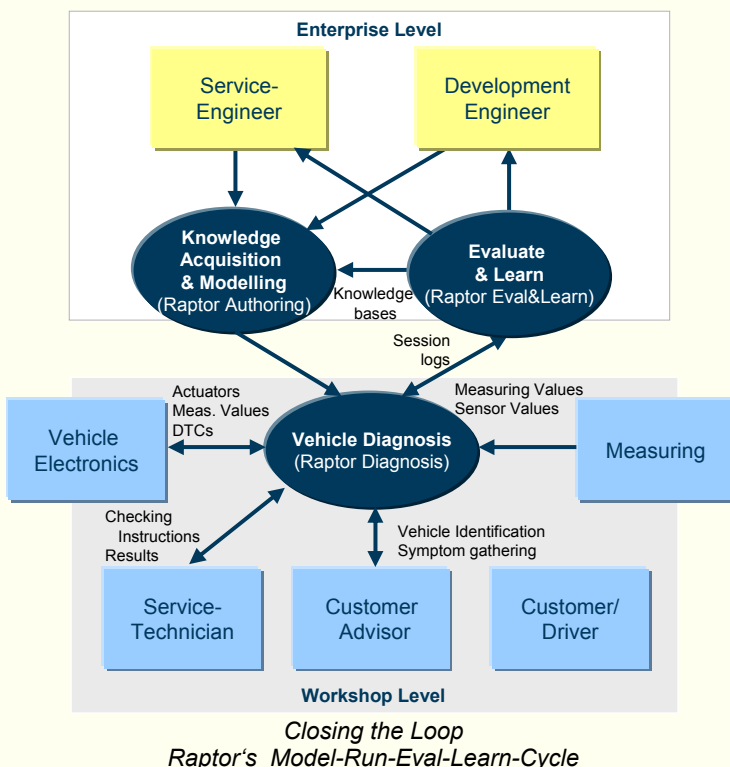 Enterprise Level
Service-
Engineer
Development
Engineer
Knowledge
Acquisition
& Modelling
(Raptor Authoring)
Evaluate
& Learn
(Raptor Eval&Learn)
Knowledge
bases
Session
logs
Actuators
Meas. Values
DTCs
Measuring Values
Sensor Values
Vehicle
Electronics
Vehicle Diagnosis
(Raptor Diagnosis)
Measuring
Checking
Instructions
Results
Vehicle Identification
Symptom gathering
Service-
Technician
Customer
Advisor
Customer/
Driver
Workshop Level
Closing the Loop
Raptor‘s Model-Run-Eval-Learn-Cycle